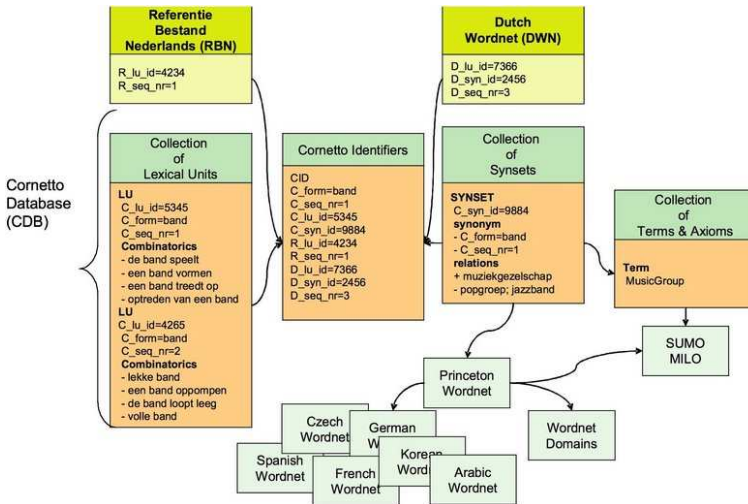 Referentie
Bestand
Nederlands (RBN)
R_lu_id=4234
R_seq_nr=1
Dutch
Wordnet (DWN)
D_lu_id=7366
D_syn_id=2456
D_seq_nr=3
Cornetto
Database
(CDB)
Collection
of
Lexical Units
LU
C_lu_id=5345
C_form=band
C_seq_nr=1
Combinatorics
- de band speelt
- een band vormen
- een band treedt op
- optreden van een band
LU
C_lu_id=4265
C_form=band
C_seq_nr=2
Combinatorics
- lekke band
- een band oppompen
- de band loopt leeg
- volle band
Cornetto Identifiers
CID
C_form=band
C_seq_nr=1
C_lu_id=5345
C_syn_id=9884
R_lu_id=4234
R_seq_nr=1
D_lu_id=7366
D_syn_id=2456
D_seq_nr=3
Collection
of
Synsets
SYNSET
C_syn_id=9884
synonym
- C_form=band
- C_seq_nr=1
relations
+ muziekgezelschap
- popgroep; jazzband
Collection
of
Terms & Axioms
Term
MusicGroup
SUMO
MILO
Princeton
Wordnet
Wordnet
Domains
Czech
Wordnet
German
Spanish
Wordnet
French
Wordnet
Korean
Arabic
Wordnet